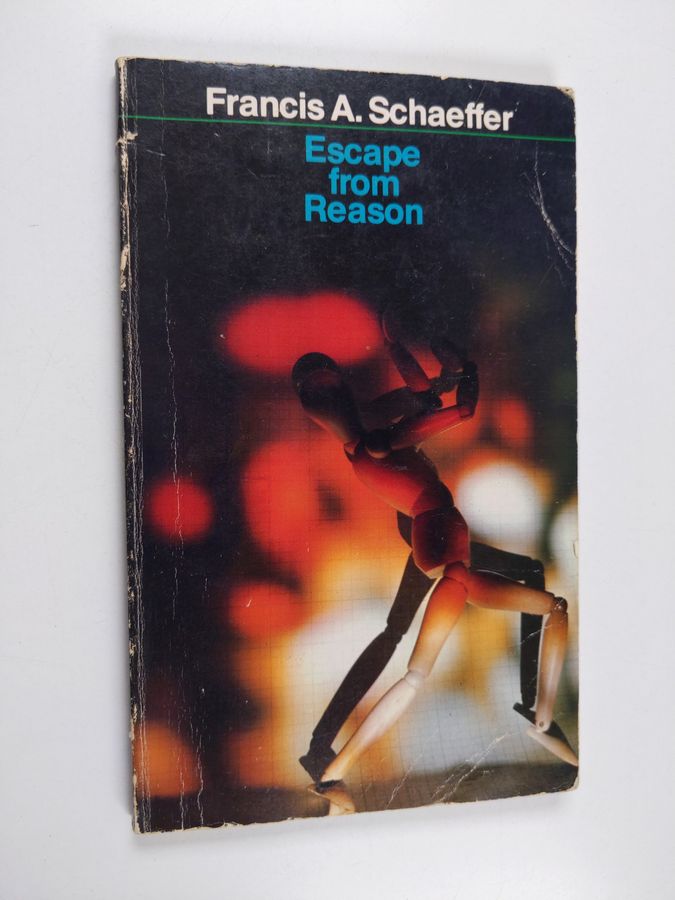 Francis A. Schaeffer
Escape
from
Reason